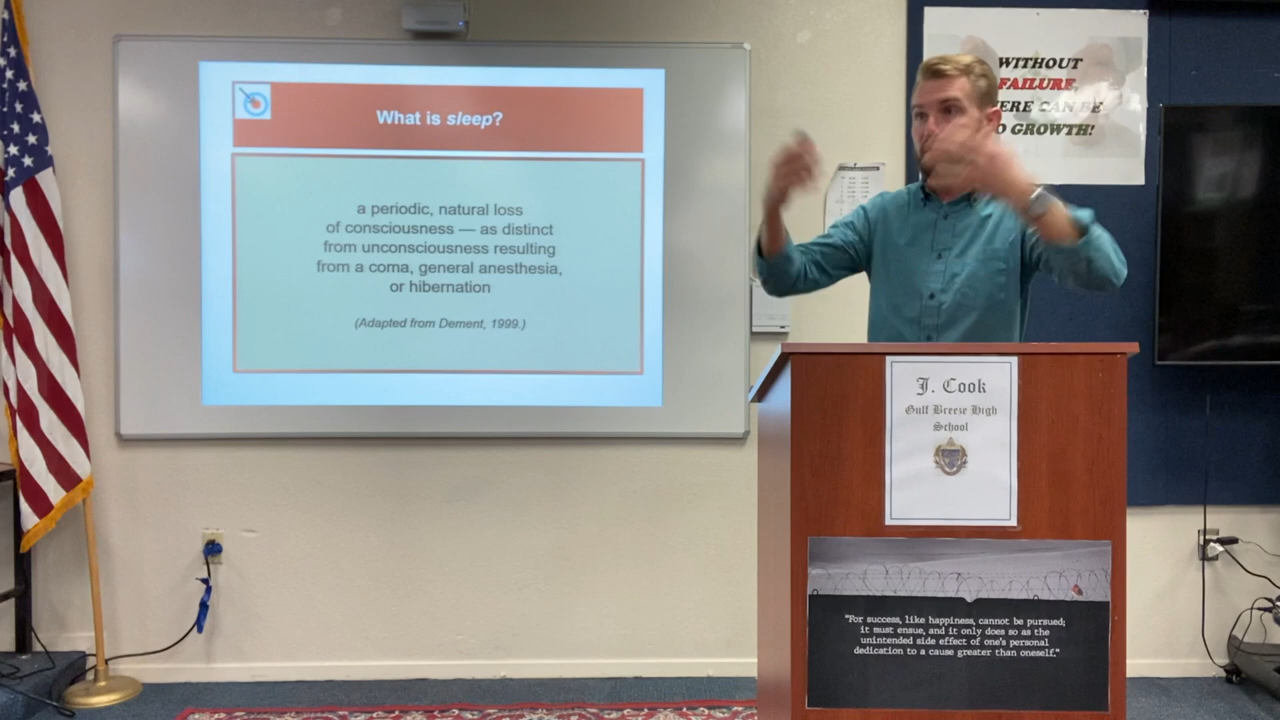 What is sleep?
a periodic, natural loss
of consciousness — as distinct
from unconsciousness resulting
from a coma, general anesthesia,
or hibernation
(Adapted from Dement, 1999.)
WITHOUT
FAILURE,
CAN BE
GROWTH!
J. Cook
Gulf Breeze High
School
"For success, like happiness, cannot be pursued;
it must ensue, and it only does so as the
unintended side effect of one's personal
dedication to a cause greater than oneself."